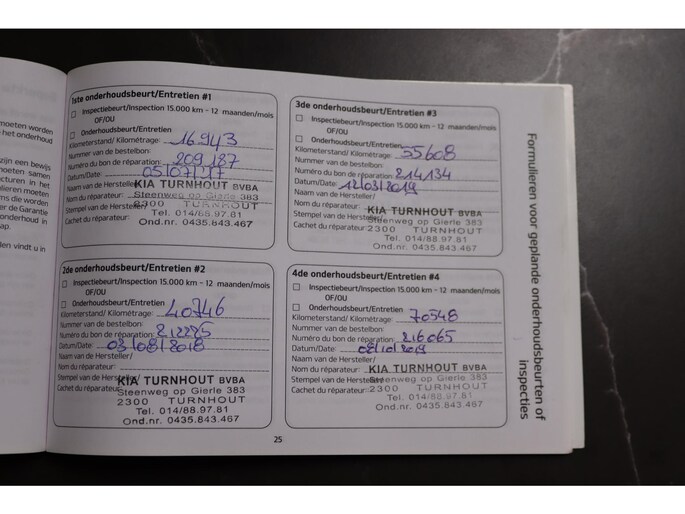 moeten worden
het onderhoud
zijn een bewijs
moeten samen
cturen in het
lieren moeten
ms die worden
er de Garantie
onderhoud in
ap.
den vindt u in
1ste onderhoudsbeurt/Entretien #1
☐ Inspectiebeurt/Inspection 15.000 km - 12 maanden/mois
OF/OU
☐ Onderhoudsbeurt/Entretien
Kilometerstand/ Kilométrage: 16943
Nummer van de bestelbon:
Numéro du bon de réparation: 209187
Datum/Date: 05/07/17
Naam van de Hersteller/
Nom du réparateur:
Stempel van de Hersteller/
Cachet du réparateur:
KIA TURNHOUT BVBA
Steenweg op Gierle 383
2300 TURNHOUT
Tel. 014/88.97.81
Ond.nr. 0435.843.467
2de onderhoudsbeurt/Entretien #2
☐ Inspectiebeurt/Inspection 15.000 km - 12 maanden/mois
OF/OU
☐ Onderhoudsbeurt/Entretien
Kilometerstand/ Kilométrage: 40746
Nummer van de bestelbon:
Numéro du bon de réparation: 212285
Datum/Date: 03/08/2018
Naam van de Hersteller/
Nom du réparateur:
Stempel van de Hersteller/
Cachet du réparateur:
KIA TURNHOUT BVBA
Steenweg op Gierle 383
2300 TURNHOUT
Tel. 014/88.97.81
Ond.nr. 0435.843.467
3de onderhoudsbeurt/Entretien #3
☐ Inspectiebeurt/Inspection 15.000 km - 12 maanden/mois
OF/OU
☐ Onderhoudsbeurt/Entretien
Kilometerstand/ Kilométrage: 55608
Nummer van de bestelbon:
Numéro du bon de réparation: 214134
Datum/Date: 12/03/2019
Naam van de Hersteller/
Nom du réparateur:
Stempel van de Hersteller/
Cachet du réparateur:
KIA TURNHOUT BVBA
Steenweg op Gierle 383
2300 TURNHOUT
Tel. 014/88.97.81
Ond.nr. 0435.843.467
4de onderhoudsbeurt/Entretien #4
☐ Inspectiebeurt/Inspection 15.000 km - 12 maanden/mois
OF/OU
☐ Onderhoudsbeurt/Entretien
Kilometerstand/ Kilométrage: 70548
Nummer van de bestelbon:
Numéro du bon de réparation: 216065
Datum/Date:
Naam van de Hersteller/
Nom du réparateur:
Stempel van de Hersteller/
Cachet du réparateur:
KIA TURNHOUT BVBA
Steenweg op Gierle 383
2300 TURNHOUT
Tel. 014/88.97.81
Ond.nr. 0435.843.467
Formulieren voor geplande onderhoudsbeurten of
inspecties
25